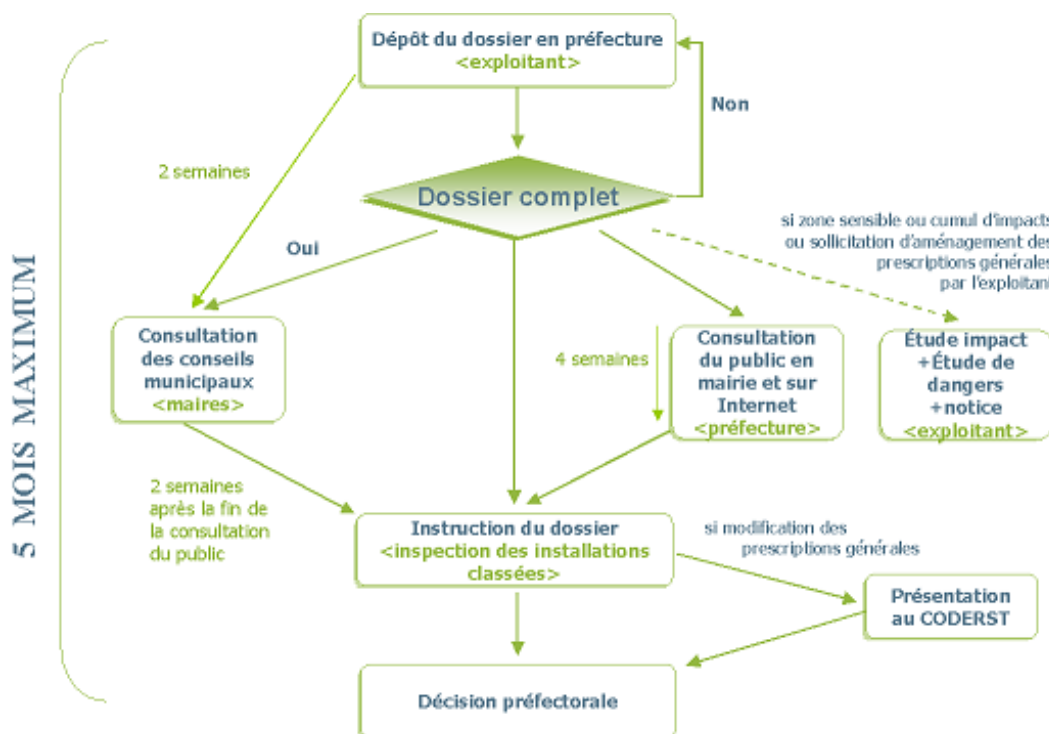 Dépôt du dossier en préfecture
<exploitant>
Non
2 semaines
Dossier complet
si zone sensible ou cumul d'impacts
ou sollicitation d'aménagement des
prescriptions générales
par l'exploitant
Oui
5 MOIS MAXIMUM
Consultation
des conseils
municipaux
<maires>
4 semaines
Consultation
du public en
mairie et sur
Internet
<préfecture>
Étude impact
+Étude de
dangers
+notice
<exploitant>
2 semaines
après la fin de
la consultation
du public
Instruction du dossier
<inspection des installations
classées>
si modification des
prescriptions générales
Présentation
au CODERST
Décision préfectorale